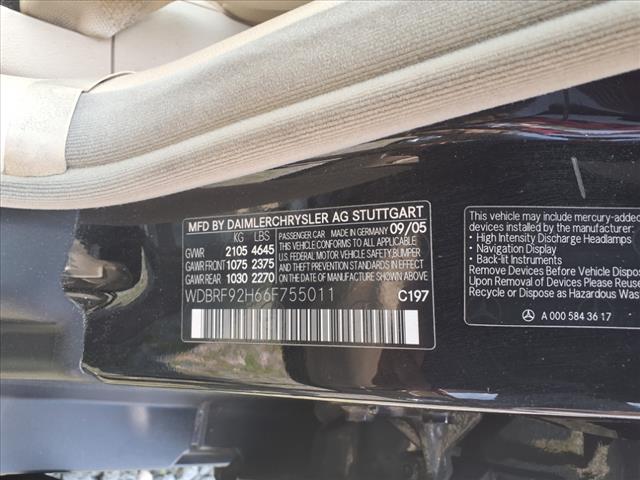 MFD BY DAIMLERCHRYSLER AG STUTTGART
KG LBS PASSENGER CAR MADE IN GERMANY 09/05
GVWR 2105 4645 THIS VEHICLE CONFORMS TO ALL APPLICABLE
GAWR FRONT 1075 2375 U.S. FEDERAL MOTOR VEHICLE SAFETY, BUMPER
GAWR REAR 1030 2270 AND THEFT PREVENTION STANDARDS IN EFFECT
ON THE DATE OF MANUFACTURE SHOWN ABOVE
WDBRF92H66F755011 C197
This vehicle may include mercury-added
devices installed by the manufacturer:
• High Intensity Discharge Headlamps
• Navigation Display
• Back-lit Instruments
Remove Devices Before Vehicle Disposal
Upon Removal of Devices Please Reuse,
Recycle or Dispose as Hazardous Waste
A 000 584 36 17